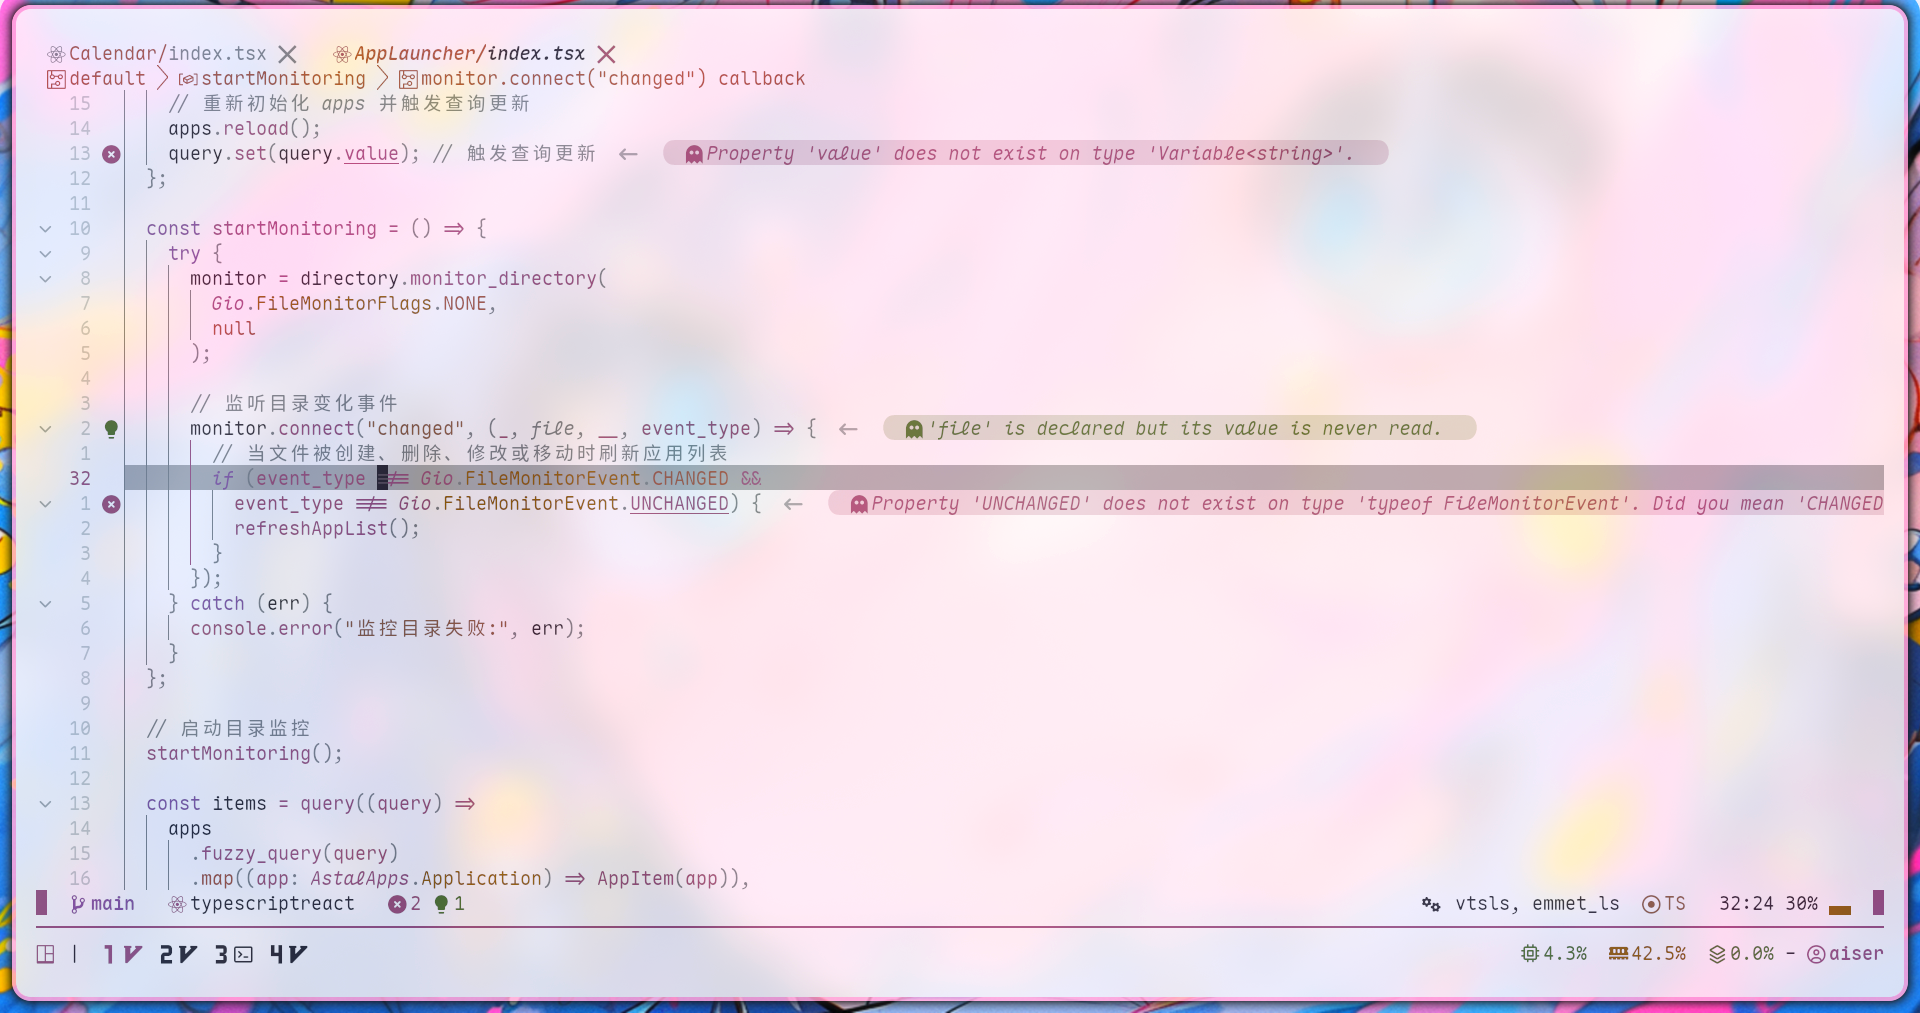 Calendar/index.tsx AppLauncher/index.tsx
default startMonitoring monitor.connect("changed") callback
15 // 重新初始化 apps 并触发查询更新
14 apps.reload();
13 query.set(query.value); // 触发查询更新 ← Property 'value' does not exist on type 'Variable<string>'.
12 };
11
10 const startMonitoring = () => {
9 try {
8 monitor = directory.monitor_directory(
7 Gio.FileMonitorFlags.NONE,
6 null
5 );
4
3 // 监听目录变化事件
2 monitor.connect("changed", (_, file, __, event_type) => { ← 'file' is declared but its value is never read.
1 // 当文件被创建、删除、修改或移动时刷新应用列表
32 if (event_type !== Gio.FileMonitorEvent.CHANGED &&
1 event_type !== Gio.FileMonitorEvent.UNCHANGED) { ← Property 'UNCHANGED' does not exist on type 'typeof FileMonitorEvent'. Did you mean 'CHANGED
2 refreshAppList();
3 }
4 });
5 } catch (err) {
6 console.error("监控目录失败:", err);
7 }
8 };
9
10 // 启动目录监控
11 startMonitoring();
12
13 const items = query((query) =>
14 apps
15 .fuzzy_query(query)
16 .map((app: AstalApps.Application) => AppItem(app)),
main typescriptreact 2 1 vtsls, emmet_ls TS 32:24 30%
| 1 2 3 4 4.3% 42.5% 0.0% - aiser